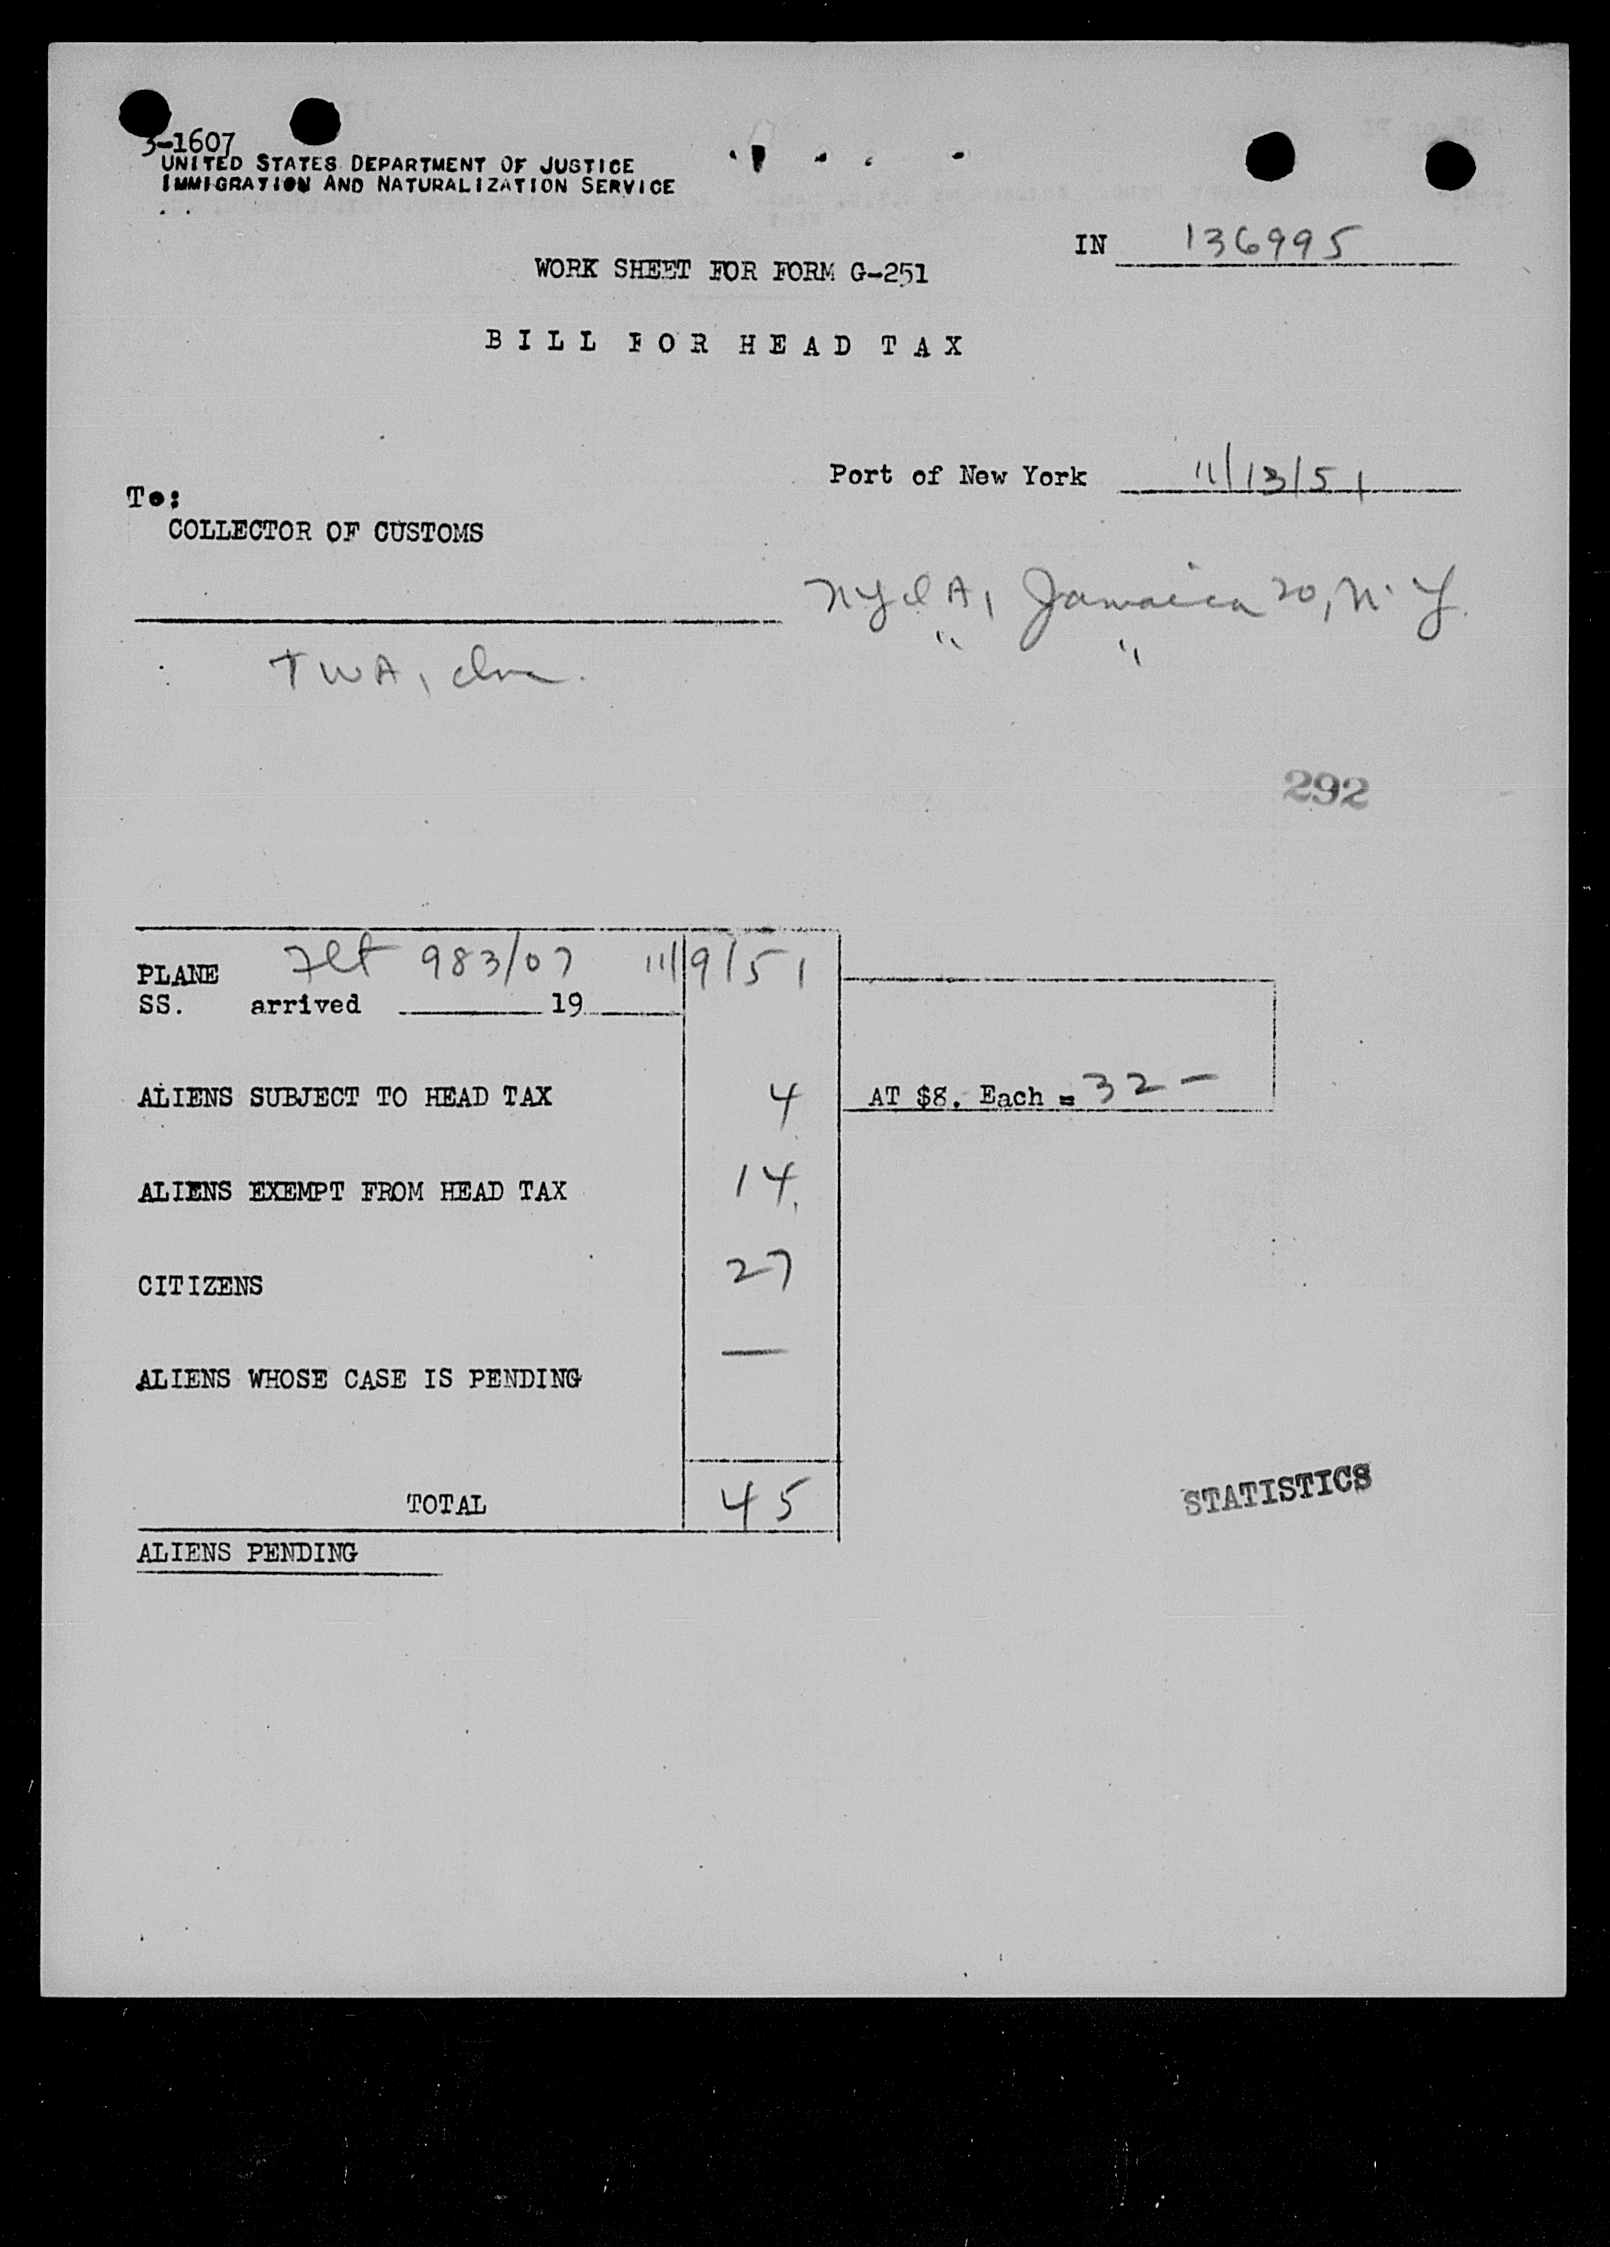 3-1607
UNITED STATES DEPARTMENT OF JUSTICE
IMMIGRATION AND NATURALIZATION SERVICE
IN 136995
WORK SHEET FOR FORM G-251
BILL FOR HEAD TAX
Port of New York 11/13/51
To:
COLLECTOR OF CUSTOMS
NYIA, Jamaica 20, N.Y.
" "
TWA, Inc.
292
PLANE Flt 983/07 11/9/51
SS. arrived 19
ALIENS SUBJECT TO HEAD TAX 4 AT $8. Each = 32 -
ALIENS EXEMPT FROM HEAD TAX 14
CITIZENS 27
ALIENS WHOSE CASE IS PENDING —
TOTAL 45
STATISTICS
ALIENS PENDING